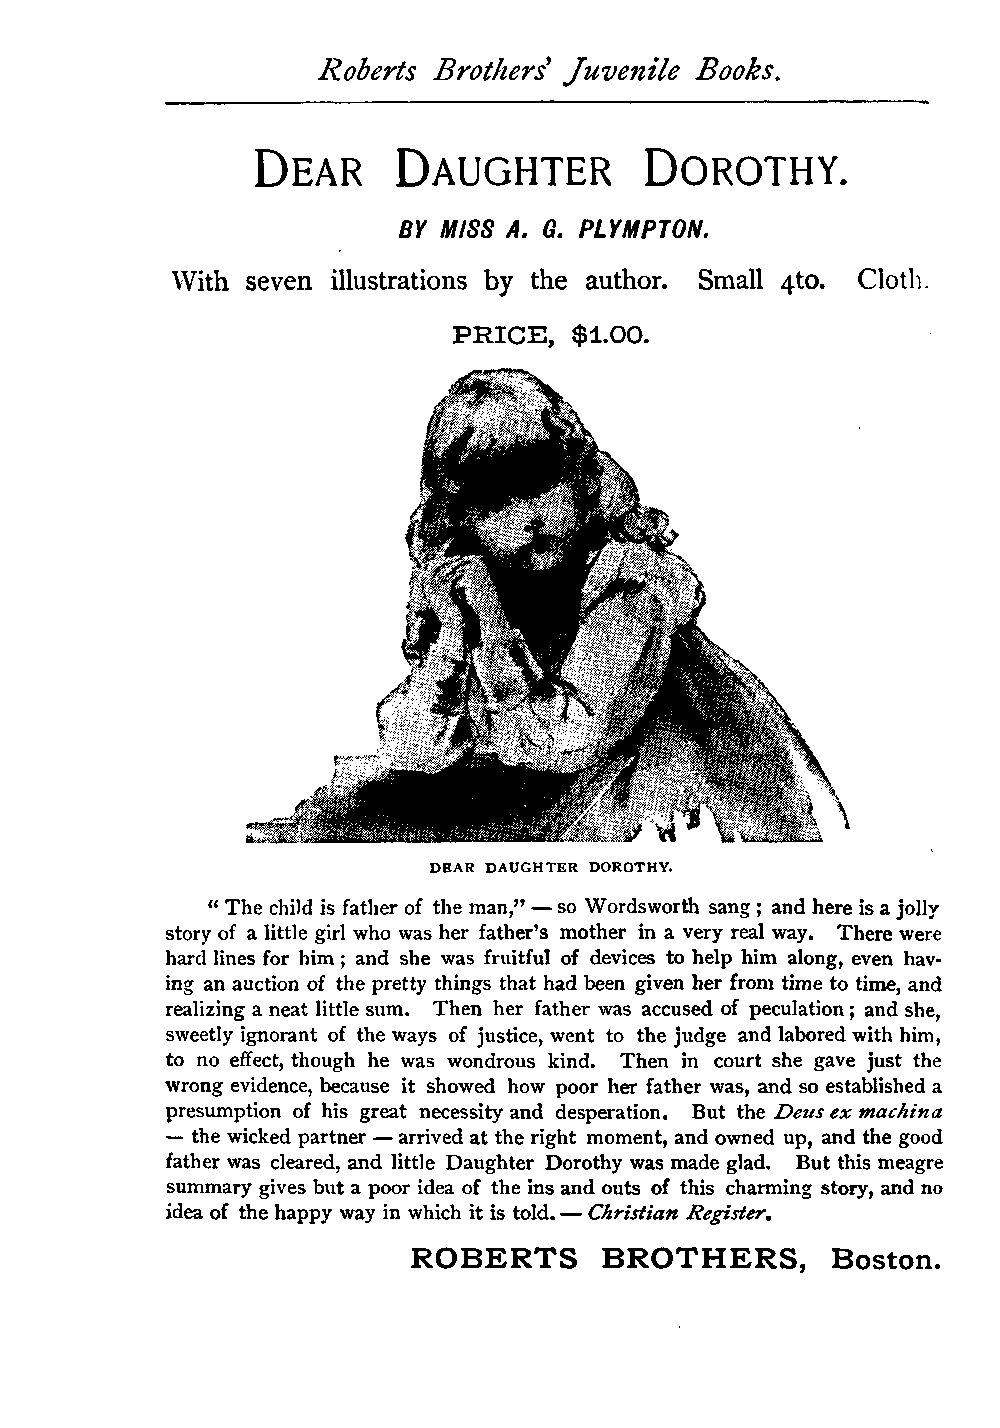 Roberts Brothers' Juvenile Books.
DEAR DAUGHTER DOROTHY.
BY MISS A. G. PLYMPTON.
With seven illustrations by the author. Small 4to. Cloth.
PRICE, $1.00.
DEAR DAUGHTER DOROTHY.
“ The child is father of the man,” — so Wordsworth sang ; and here is a jolly
story of a little girl who was her father's mother in a very real way. There were
hard lines for him ; and she was fruitful of devices to help him along, even hav-
ing an auction of the pretty things that had been given her from time to time, and
realizing a neat little sum. Then her father was accused of peculation ; and she,
sweetly ignorant of the ways of justice, went to the judge and labored with him,
to no effect, though he was wondrous kind. Then in court she gave just the
wrong evidence, because it showed how poor her father was, and so established a
presumption of his great necessity and desperation. But the Deus ex machina
— the wicked partner — arrived at the right moment, and owned up, and the good
father was cleared, and little Daughter Dorothy was made glad. But this meagre
summary gives but a poor idea of the ins and outs of this charming story, and no
idea of the happy way in which it is told. — Christian Register.
ROBERTS BROTHERS, Boston.